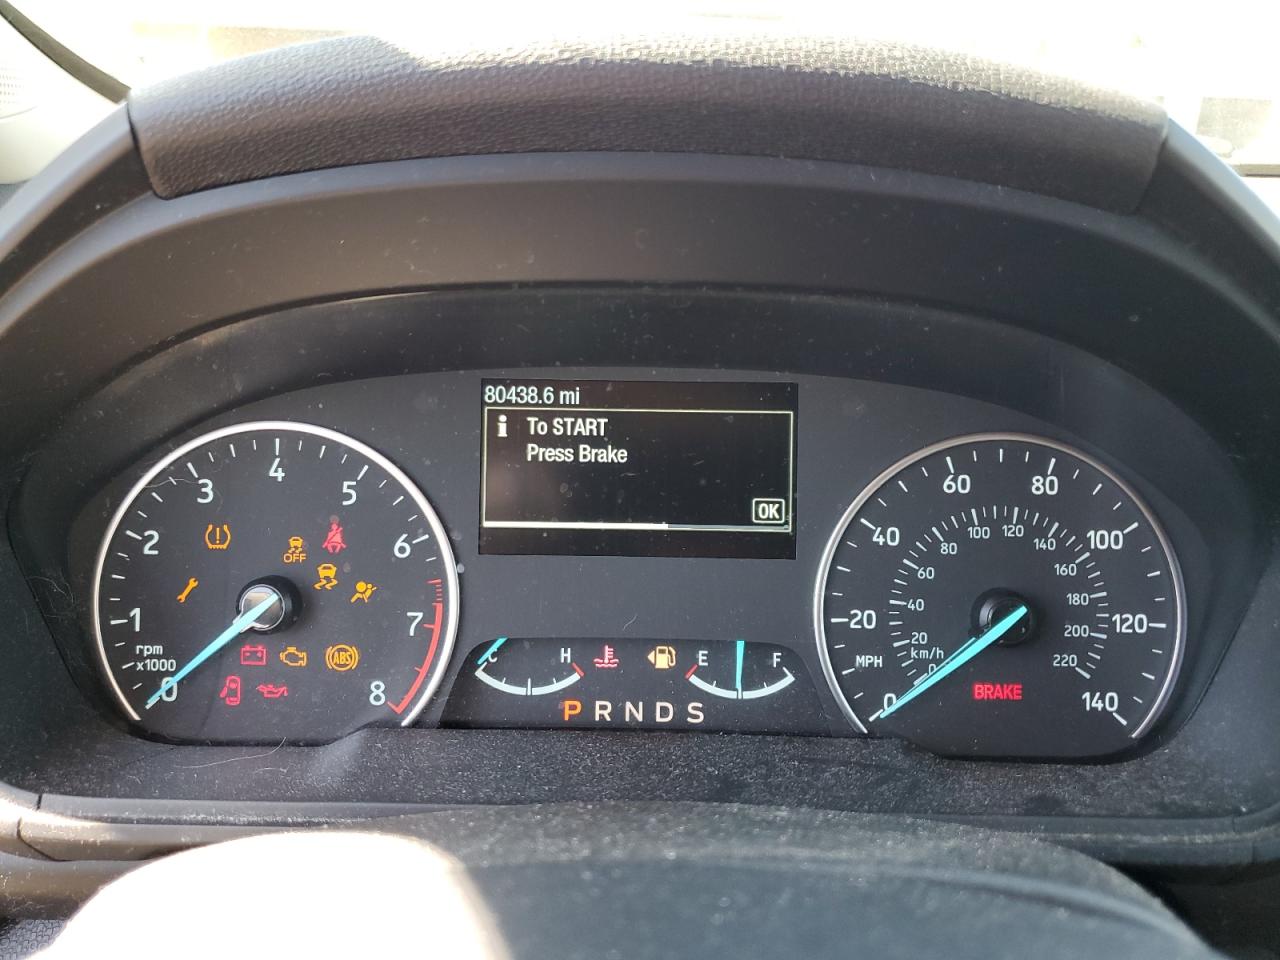 80438.6 mi
i To START
Press Brake
OK
0 1 2 3 4 5 6 7 8
rpm
x1000
OFF
ABS
C H
E F
P R N D S
0 20 40 60 80 100 120 140
MPH
0 20 40 60 80 100 120 140 160 180 200 220
km/h
BRAKE